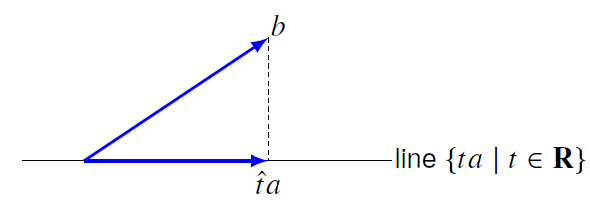 b
line {ta | t ∈ R}
t̂a